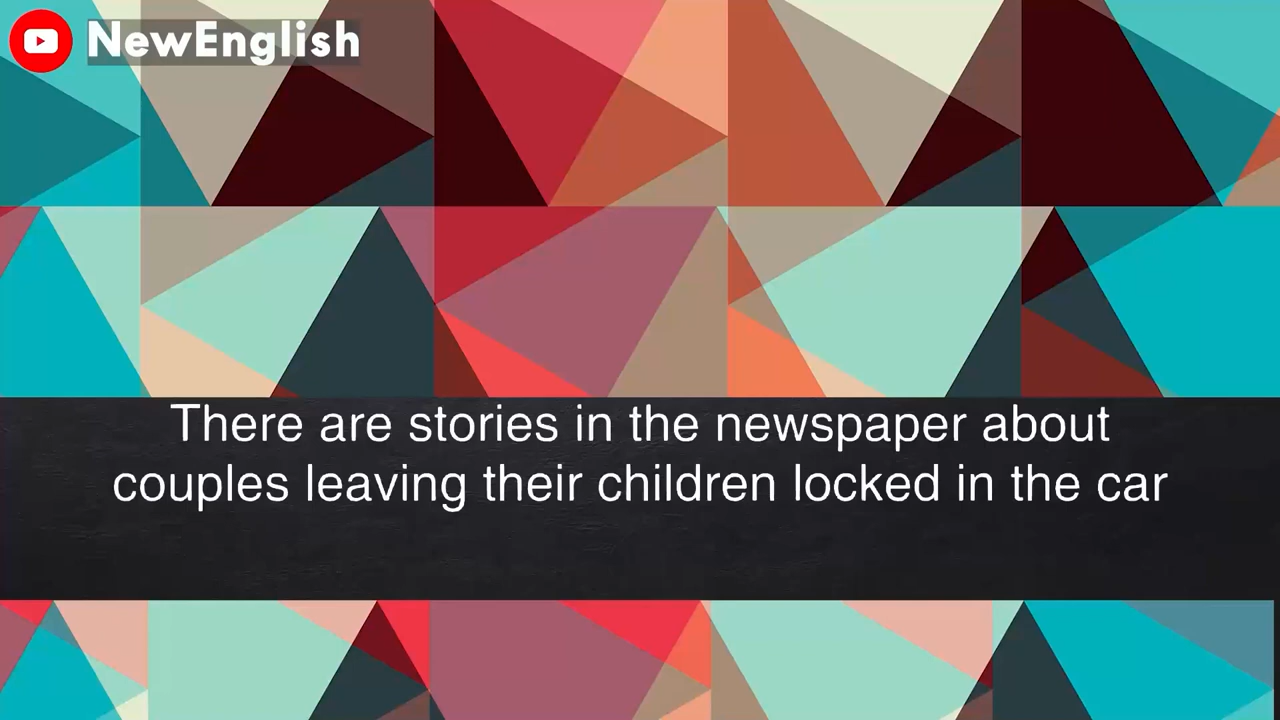 NewEnglish
There are stories in the newspaper about
couples leaving their children locked in the car